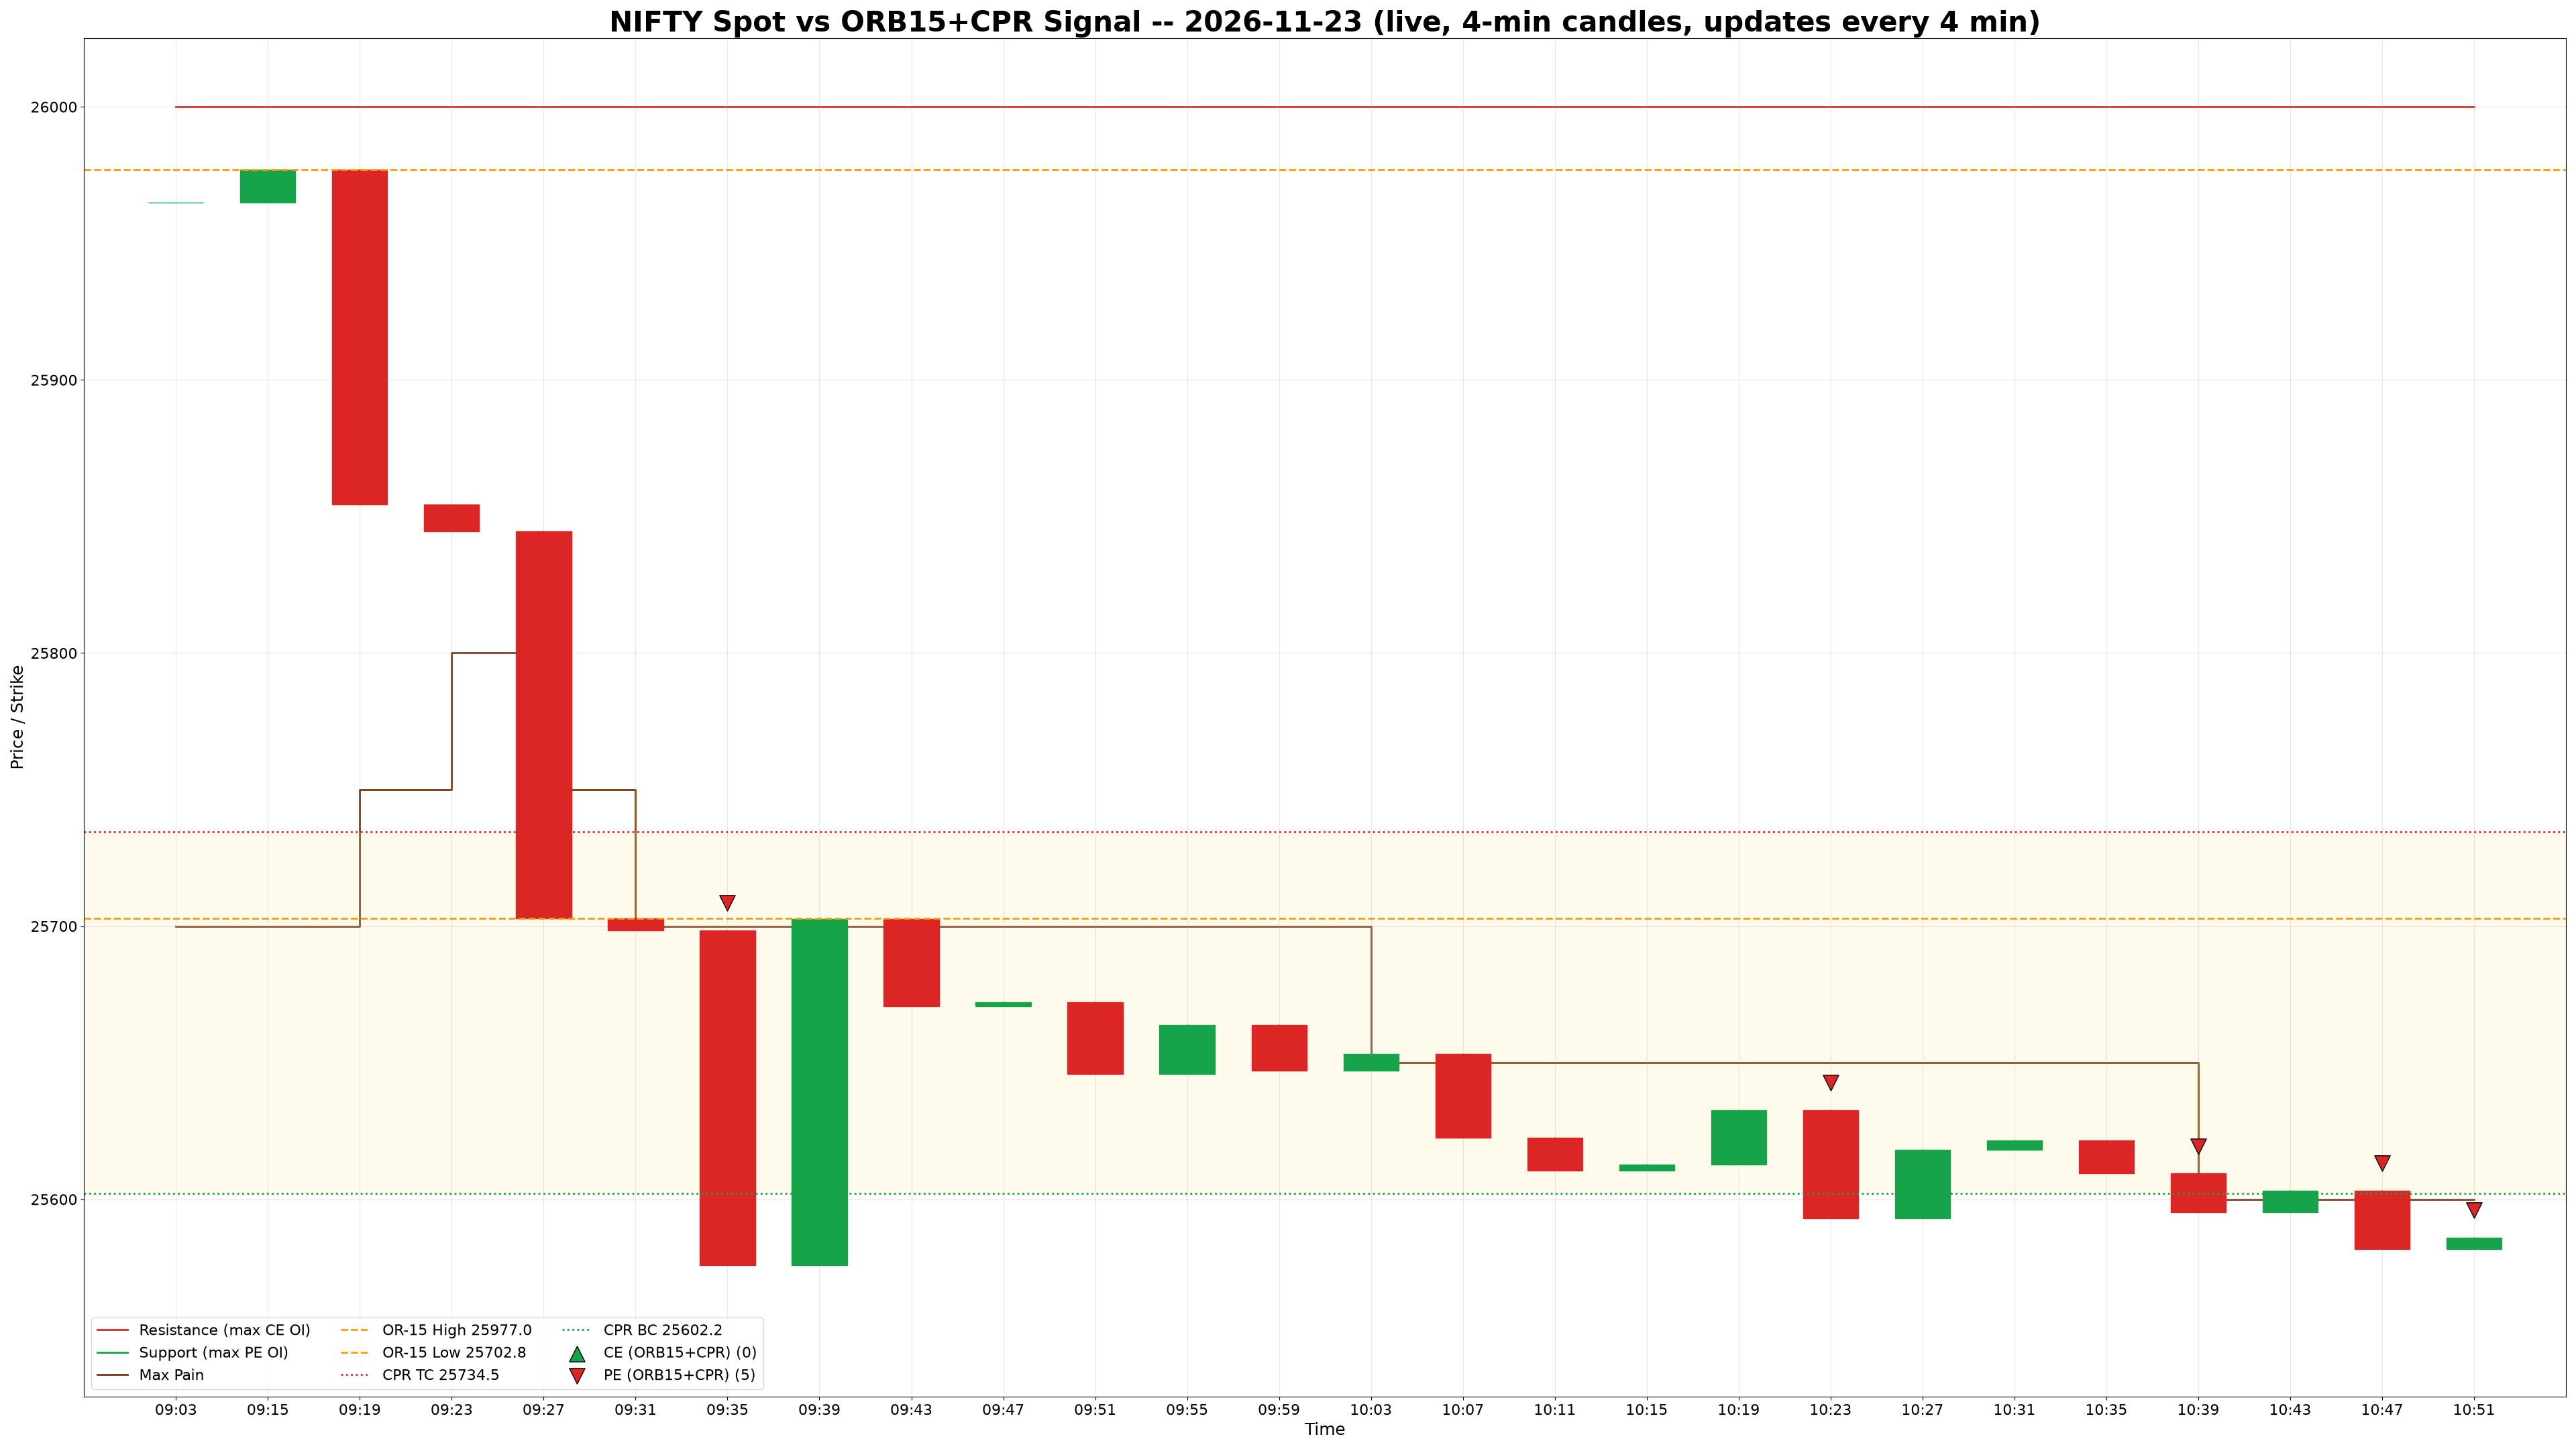 NIFTY Spot vs ORB15+CPR Signal -- 2026-11-23 (live, 4-min candles, updates every 4 min)
Price / Strike
26000
25900
25800
25700
25600
Resistance (max CE OI)
Support (max PE OI)
Max Pain
OR-15 High 25977.0
OR-15 Low 25702.8
CPR TC 25734.5
CPR BC 25602.2
CE (ORB15+CPR) (0)
PE (ORB15+CPR) (5)
09:03 09:15 09:19 09:23 09:27 09:31 09:35 09:39 09:43 09:47 09:51 09:55 09:59 10:03 10:07 10:11 10:15 10:19 10:23 10:27 10:31 10:35 10:39 10:43 10:47 10:51
Time